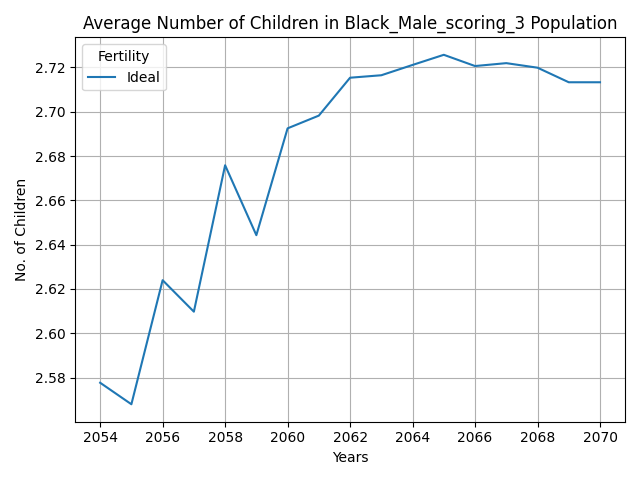 Average Number of Children in Black_Male_scoring_3 Population
Fertility
Ideal
No. of Children
2.72
2.70
2.68
2.66
2.64
2.62
2.60
2.58
2054 2056 2058 2060 2062 2064 2066 2068 2070
Years